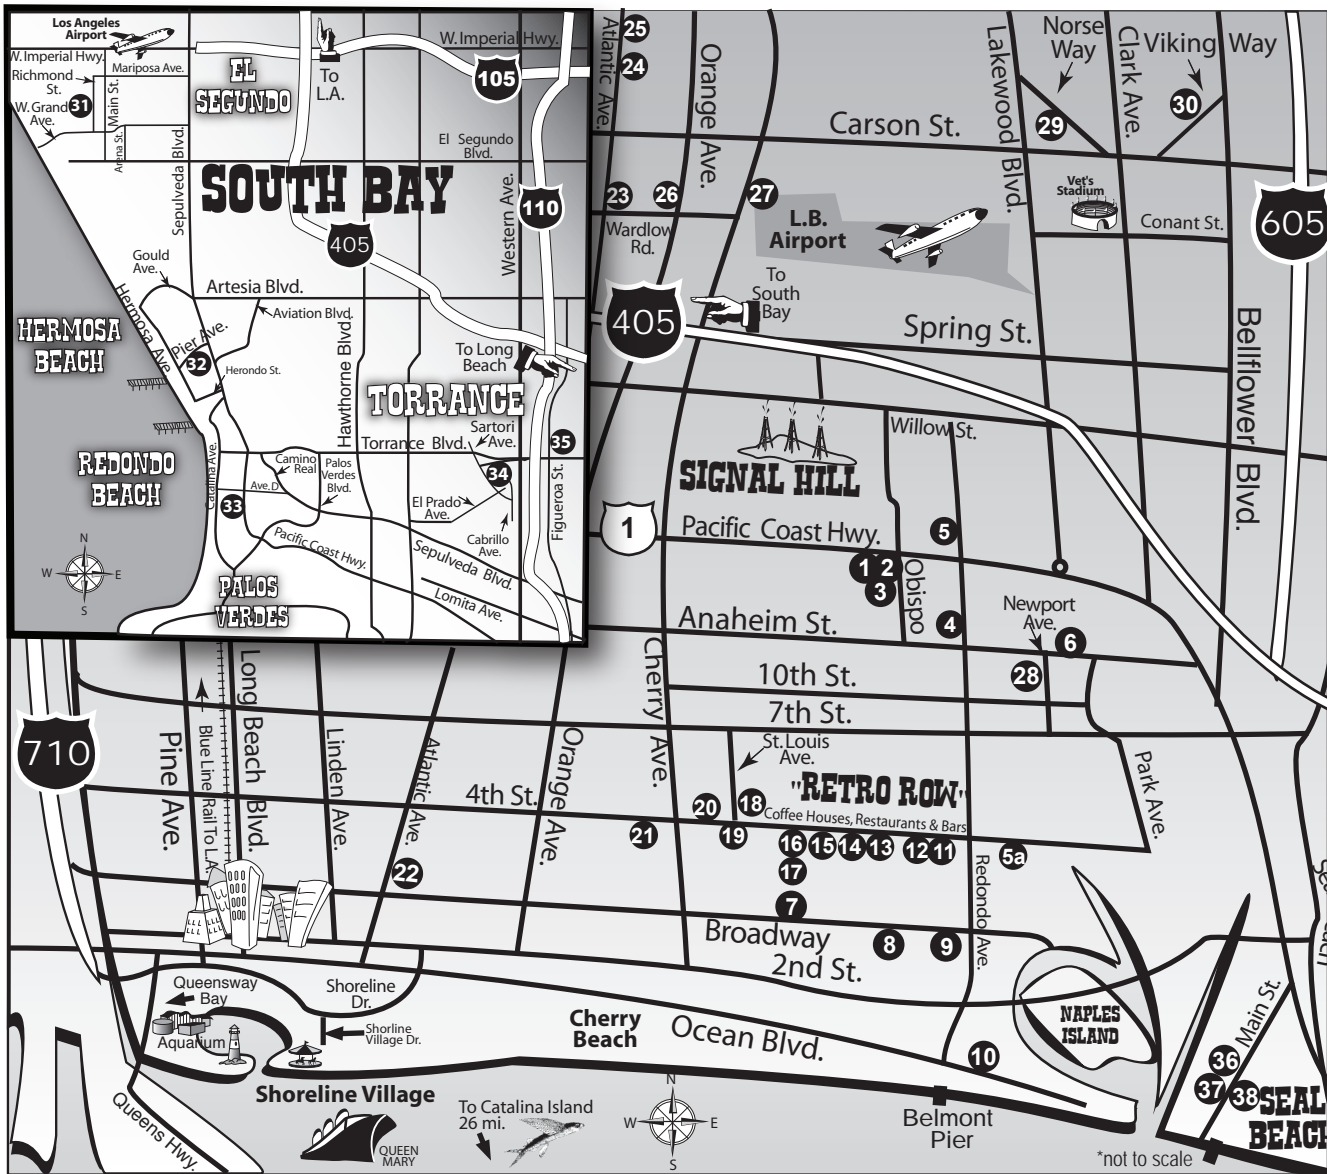 Los Angeles
Airport
W. Imperial Hwy.
Mariposa Ave.
Richmond
St.
W. Grand
Ave.
31
Main St.
Arena St.
Sepulveda Blvd.
EL
SEGUNDO
To
L.A.
W. Imperial Hwy.
105
El Segundo
Blvd.
SOUTH BAY
405
Western Ave.
110
Gould
Ave.
Artesia Blvd.
Hermosa Ave.
Pier Ave.
32
Aviation Blvd.
Herondo St.
Hawthorne Blvd.
To Long
Beach
HERMOSA
BEACH
TORRANCE
Sartori
Ave.
Torrance Blvd.
35
REDONDO
BEACH
Catalina Ave.
Camino
Real
Ave. D
Palos
Verdes
Blvd.
33
34
El Prado
Ave.
Cabrillo
Ave.
Figueroa St.
Pacific Coast Hwy.
Sepulveda Blvd.
Lomita Ave.
N
W
E
S
PALOS
VERDES
Atlantic Ave.
25
24
Orange Ave.
Lakewood Blvd.
Norse
Way
Clark Ave.
Viking Way
29
30
Carson St.
23
26
27
Wardlow
Rd.
L.B.
Airport
Vet's
Stadium
Conant St.
605
405
To
South
Bay
Spring St.
Bellflower Blvd.
Willow St.
SIGNAL HILL
1
Pacific Coast Hwy.
5
1
2
3
Obispo
4
Anaheim St.
Newport
Ave.
6
28
10th St.
7th St.
710
Pine Ave.
Blue Line Rail To L.A.
Long Beach Blvd.
Linden Ave.
Atlantic Ave.
Orange Ave.
Cherry Ave.
St. Louis
Ave.
"RETRO ROW"
Coffee Houses, Restaurants & Bars
Park Ave.
4th St.
20
18
21
19
16
15
14
13
12
11
5a
17
22
7
Redondo Ave.
Broadway
8
9
2nd St.
Queensway
Bay
Shoreline
Dr.
Aquarium
Shorline
Village Dr.
Cherry
Beach
Ocean Blvd.
10
NAPLES
ISLAND
Main St.
36
37
38
SEAL
BEACH
Shoreline Village
Queens Hwy.
QUEEN
MARY
To Catalina Island
26 mi.
N
W
E
S
Belmont
Pier
*not to scale